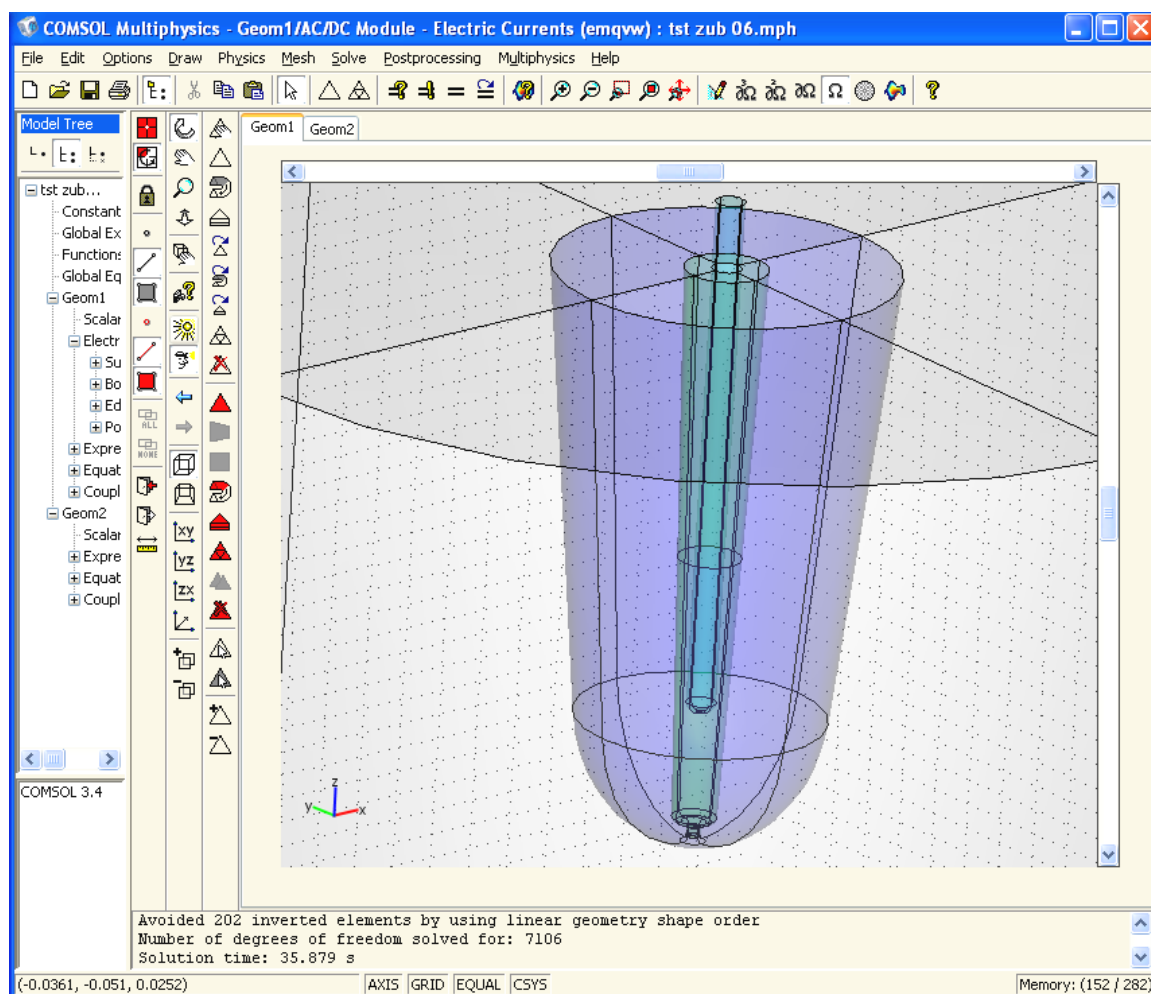 COMSOL Multiphysics - Geom1/AC/DC Module - Electric Currents (emqvw) : tst zub 06.mph
File Edit Options Draw Physics Mesh Solve Postprocessing Multiphysics Help
Model Tree
Geom1 Geom2
tst zub...
Constant
Global Ex
Functions
Global Eq
Geom1
Scalar
Electr
Su
Bo
Ed
Po
Expre
Equat
Coupl
Geom2
Scalar
Expre
Equat
Coupl
ALL
NONE
xy
yz
zx
z
y
x
COMSOL 3.4
Avoided 202 inverted elements by using linear geometry shape order
Number of degrees of freedom solved for: 7106
Solution time: 35.879 s
(-0.0361, -0.051, 0.0252) AXIS GRID EQUAL CSYS Memory: (152 / 282)